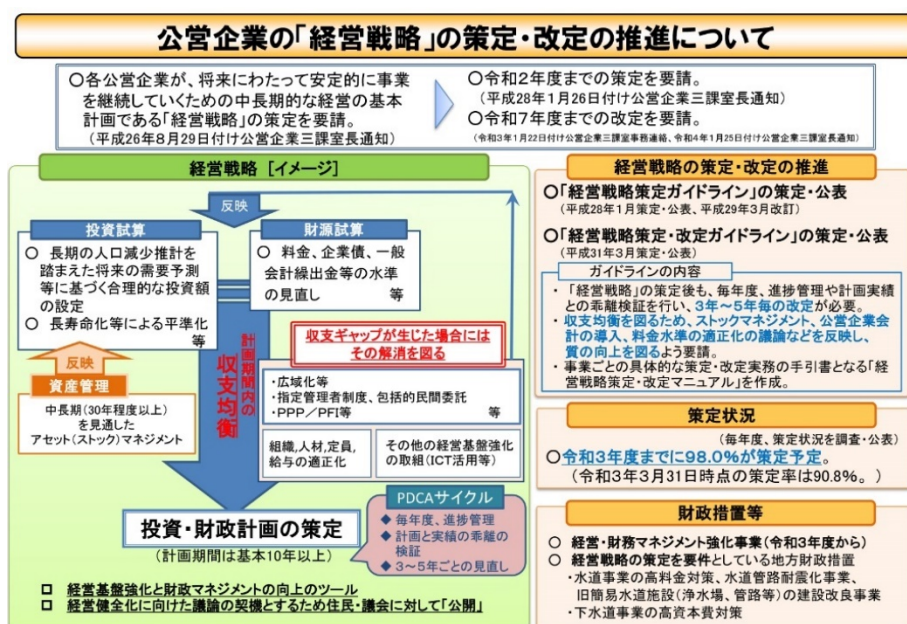 公営企業の「経営戦略」の策定・改定の推進について
〇各公営企業が、将来にわたって安定的に事業
を継続していくための中長期的な経営の基本
計画である「経営戦略」の策定を要請。
(平成26年8月29日付け公営企業三課室長通知)
〇令和2年度までの策定を要請。
(平成28年1月26日付け公営企業三課室長通知)
〇令和7年度までの改定を要請。
(令和3年1月22日付け公営企業三課室事務連絡、令和4年1月25日付け公営企業三課室長通知)
経営戦略 [イメージ]
反映
投資試算
〇 長期の人口減少推計を
踏まえた将来の需要予測
等に基づく合理的な投資額
の設定
〇 長寿命化等による平準化
等
財源試算
〇 料金、企業債、一般
会計繰出金等の水準
の見直し 等
反映
資産管理
中長期(30年程度以上)
を見通した
アセット(ストック)マネジメント
計画期間内の
収支均衡
収支ギャップが生じた場合には
その解消を図る
・広域化等
・指定管理者制度、包括的民間委託
・PPP/PFI等 等
組織,人材,定員,
給与の適正化
その他の経営基盤強化
の取組(ICT活用等)
PDCAサイクル
◆ 毎年度、進捗管理
◆ 計画と実績の乖離の
検証
◆ 3~5年ごとの見直し
投資・財政計画の策定
(計画期間は基本10年以上)
□ 経営基盤強化と財政マネジメントの向上のツール
□ 経営健全化に向けた議論の契機とするため住民・議会に対して「公開」
経営戦略の策定・改定の推進
〇「経営戦略策定ガイドライン」の策定・公表
(平成28年1月策定・公表、平成29年3月改訂)
〇「経営戦略策定・改定ガイドライン」の策定・公表
(平成31年3月策定・公表)
ガイドラインの内容
・ 「経営戦略」の策定後も、毎年度、進捗管理や計画実績
との乖離検証を行い、3年~5年毎の改定が必要。
・ 収支均衡を図るため、ストックマネジメント、公営企業会
計の導入、料金水準の適正化の議論などを反映し、
質の向上を図るよう要請。
・ 事業ごとの具体的な策定・改定実務の手引書となる「経
営戦略策定・改定マニュアル」を作成。
策定状況
(毎年度、策定状況を調査・公表)
〇令和3年度までに98.0%が策定予定。
(令和3年3月31日時点の策定率は90.8%。)
財政措置等
〇 経営・財務マネジメント強化事業(令和3年度から)
〇 経営戦略の策定を要件としている地方財政措置
・水道事業の高料金対策、水道管路耐震化事業、
旧簡易水道施設(浄水場、管路等)の建設改良事業
・下水道事業の高資本費対策